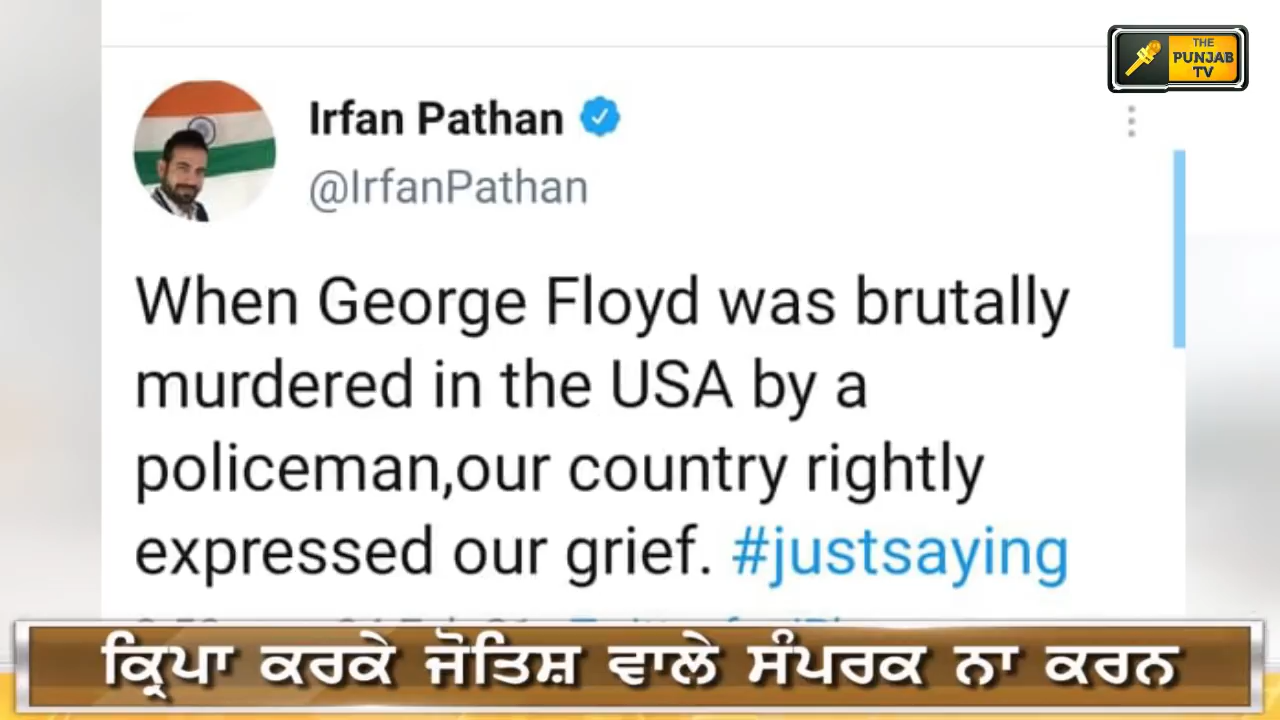 THE
PUNJAB
TV
Irfan Pathan
@IrfanPathan
When George Floyd was brutally
murdered in the USA by a
policeman,our country rightly
expressed our grief. #justsaying
ਕ੍ਰਿਪਾ ਕਰਕੇ ਜੋਤਿਸ਼ ਵਾਲੇ ਸੰਪਰਕ ਨਾ ਕਰਨ